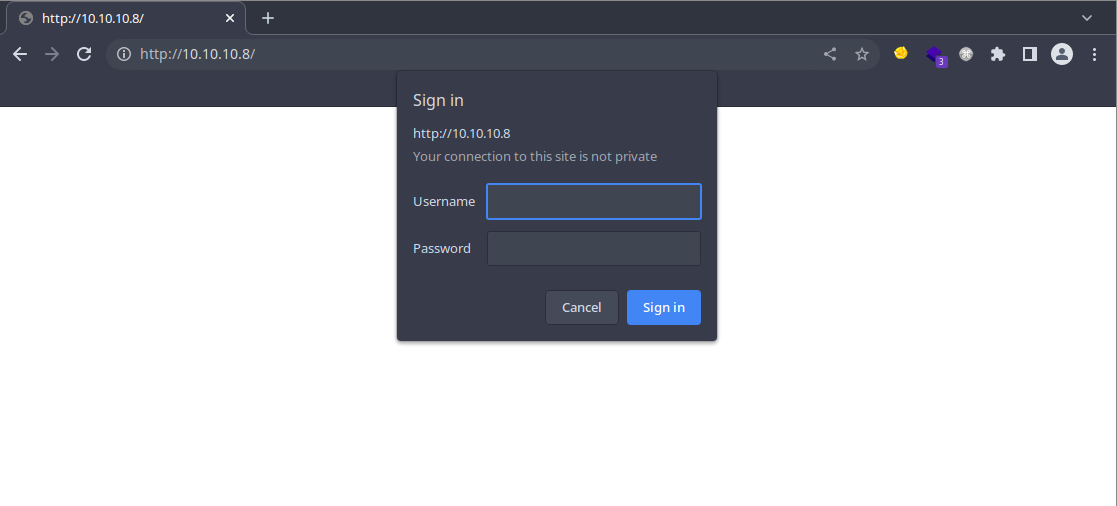 http://10.10.10.8/
http://10.10.10.8/
3
Sign in
http://10.10.10.8
Your connection to this site is not private
Username
Password
Cancel Sign in